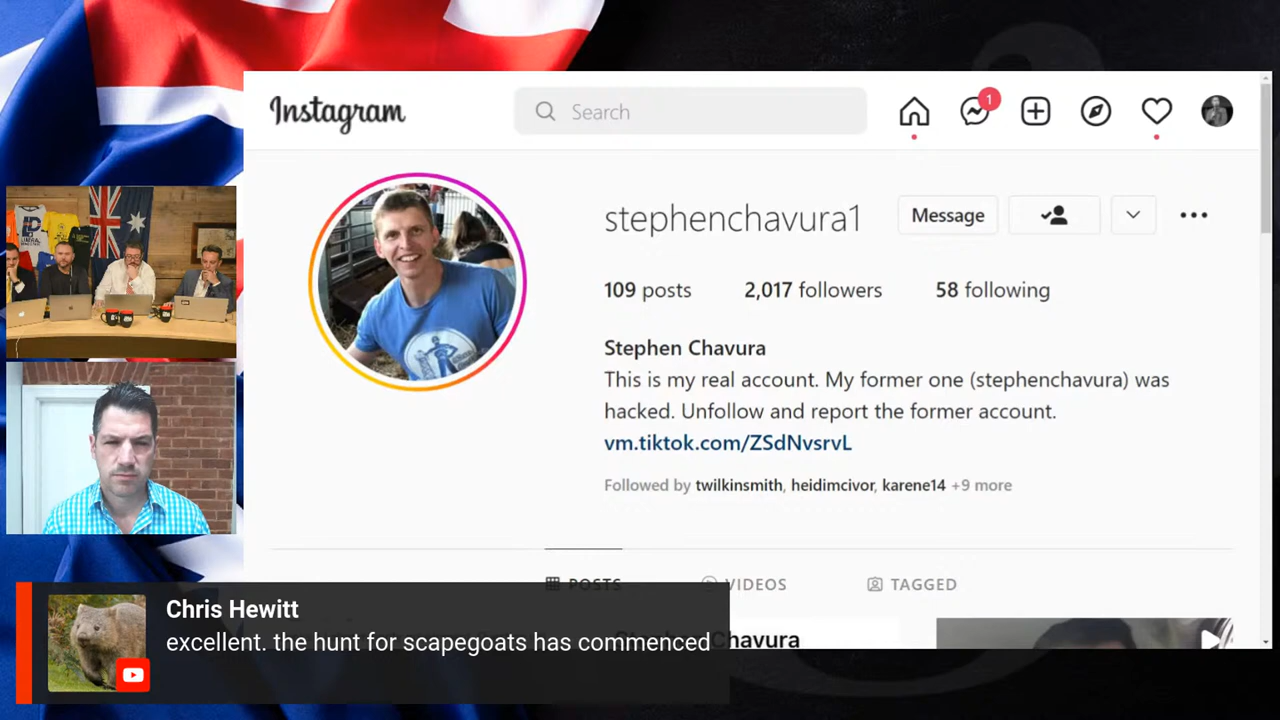 Instagram
Search
1
stephenchavura1
Message
109 posts 2,017 followers 58 following
Stephen Chavura
This is my real account. My former one (stephenchavura) was
hacked. Unfollow and report the former account.
vm.tiktok.com/ZSdNvsrvL
Followed by twilkinsmith, heidimcivor, karene14 +9 more
POSTS VIDEOS TAGGED
Chris Hewitt
excellent. the hunt for scapegoats has commenced
Chavura